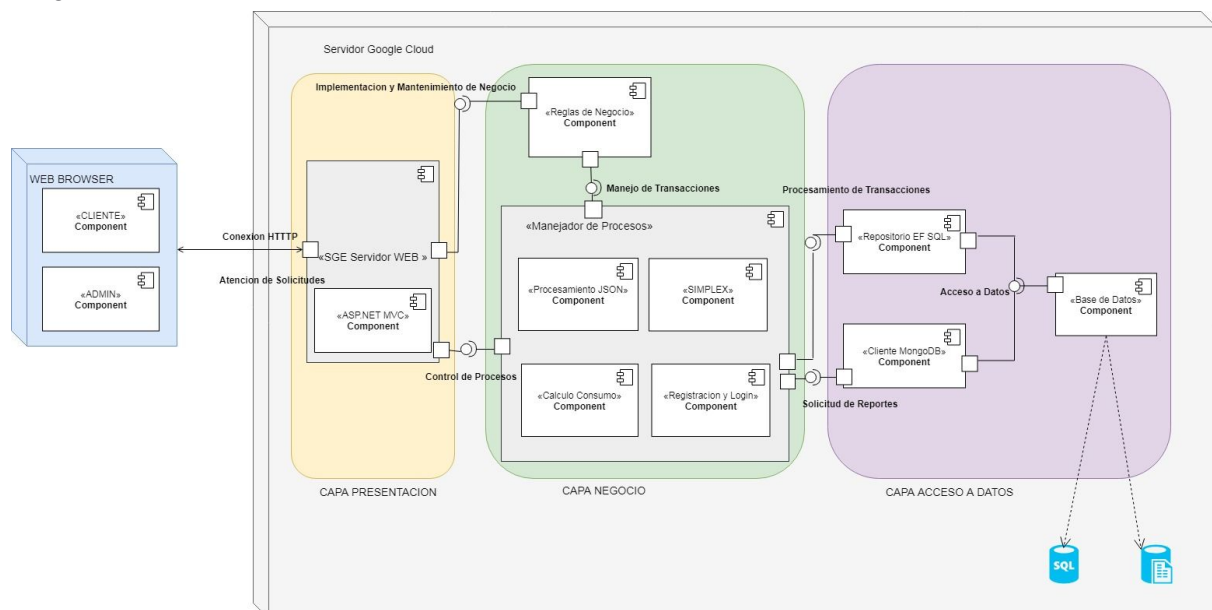 Servidor Google Cloud
Implementacion y Mantenimiento de Negocio
«Reglas de Negocio»
Component
WEB BROWSER
«CLIENTE»
Component
«ADMIN»
Component
Conexion HTTTP
Atencion de Solicitudes
«SGE Servidor WEB »
«ASP.NET MVC»
Component
Control de Procesos
Manejo de Transacciones
«Manejador de Procesos»
«Procesamiento JSON»
Component
«SIMPLEX»
Component
«Calculo Consumo»
Component
«Registracion y Login»
Component
Procesamiento de Transacciones
«Repositorio EF SQL»
Component
Acceso a Datos
«Base de Datos»
Component
«Cliente MongoDB»
Component
Solicitud de Reportes
CAPA PRESENTACION
CAPA NEGOCIO
CAPA ACCESO A DATOS
SQL